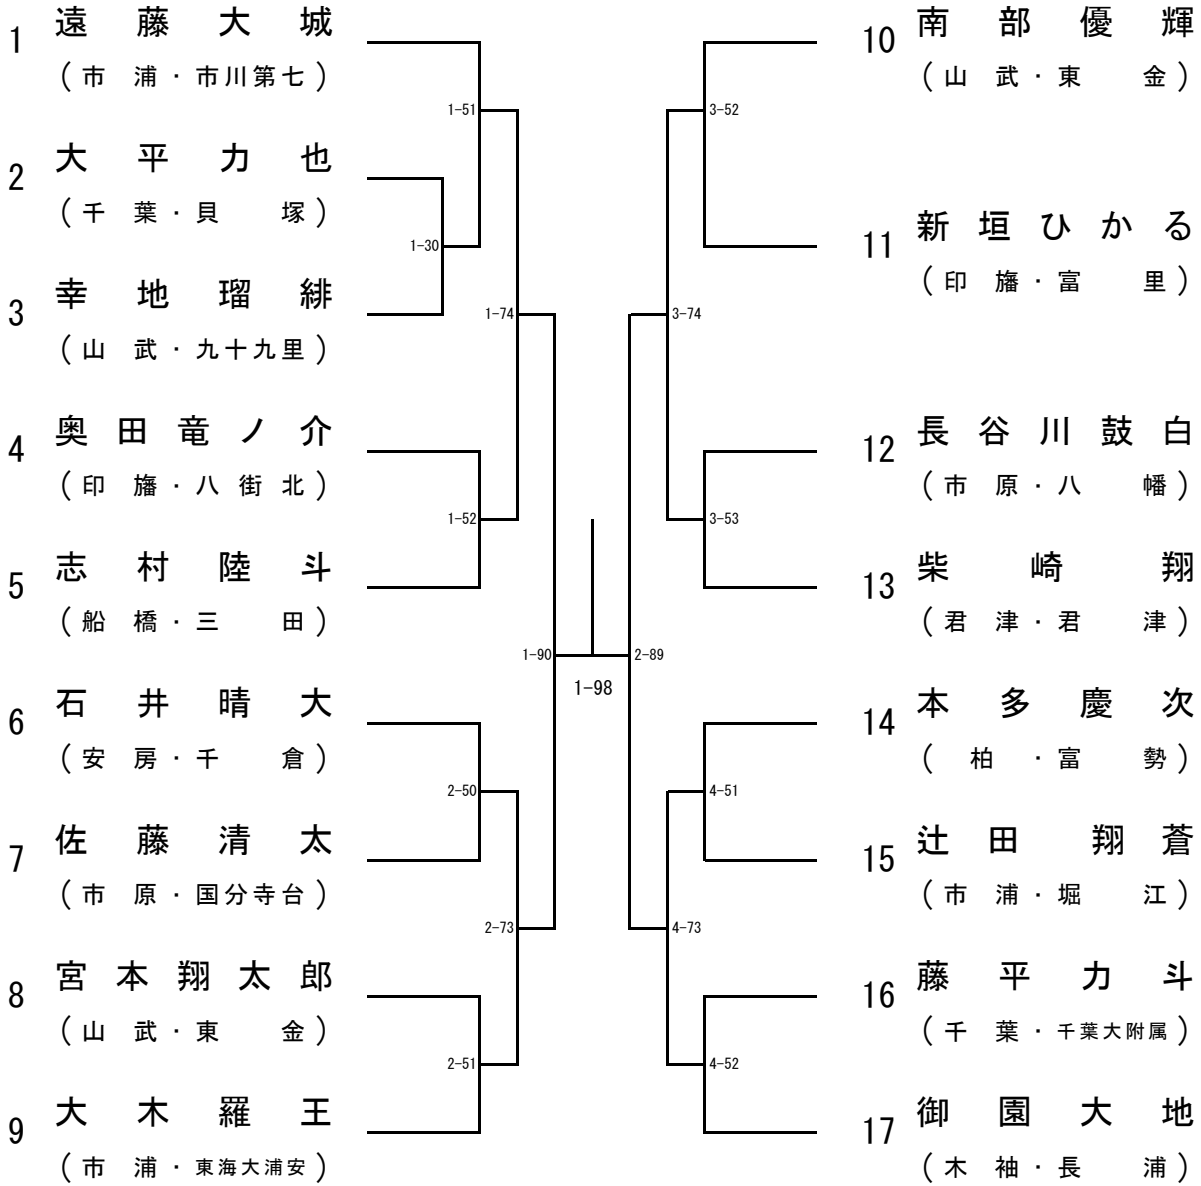 1 遠藤大城
(市浦・市川第七)
1-51
2 大平力也
(千葉・貝塚)
1-30
3 幸地瑠緋
(山武・九十九里)
1-74
4 奥田竜ノ介
(印旛・八街北)
1-52
5 志村陸斗
(船橋・三田)
1-90
6 石井晴大
(安房・千倉)
2-50
7 佐藤清太
(市原・国分寺台)
2-73
8 宮本翔太郎
(山武・東金)
2-51
9 大木羅王
(市浦・東海大浦安)
1-98
10 南部優輝
(山武・東金)
3-52
11 新垣ひかる
(印旛・富里)
3-74
12 長谷川鼓白
(市原・八幡)
3-53
13 柴崎翔
(君津・君津)
2-89
14 本多慶次
(柏・富勢)
4-51
15 辻田翔蒼
(市浦・堀江)
4-73
16 藤平力斗
(千葉・千葉大附属)
4-52
17 御園大地
(木袖・長浦)